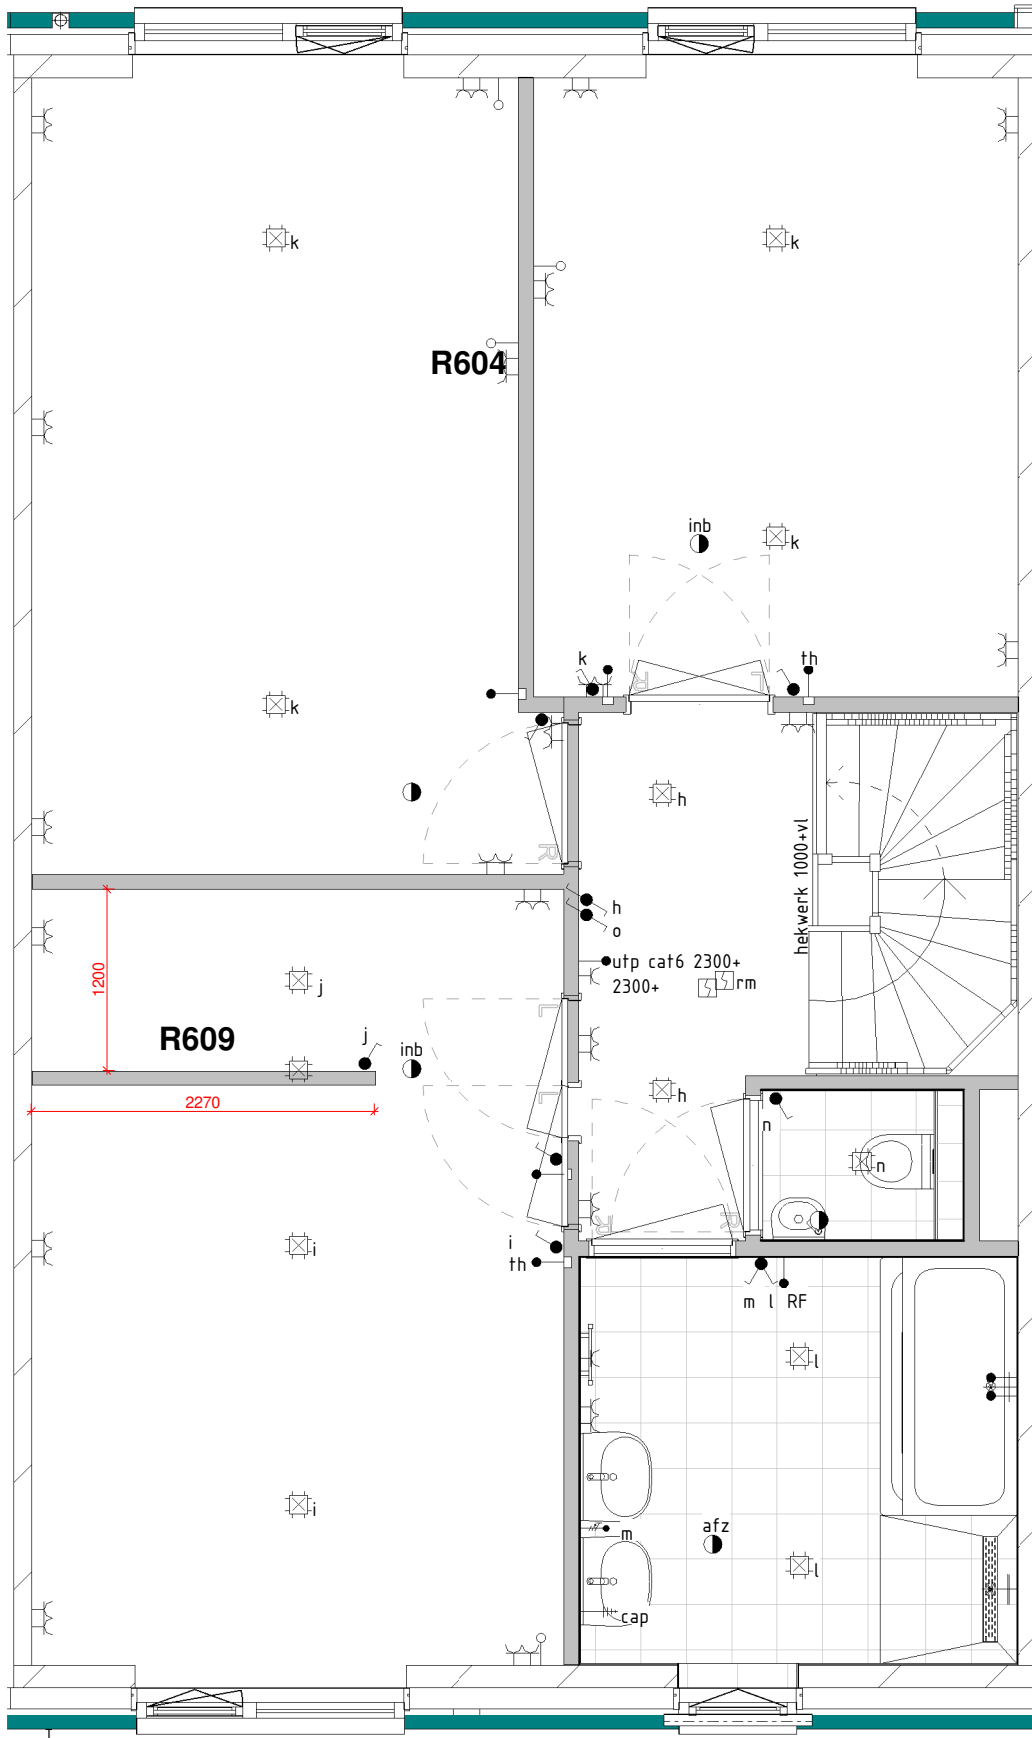 k
k
R604
inb
k
k
th
k
R
L
h
R
hekwerk 1000+vl
h
o
utp cat6 2300+
2300+
rm
j
1200
L
R609
j
inb
2270
L
h
n
n
R
R
i
i
th
m l RF
l
i
m
afz
l
cap